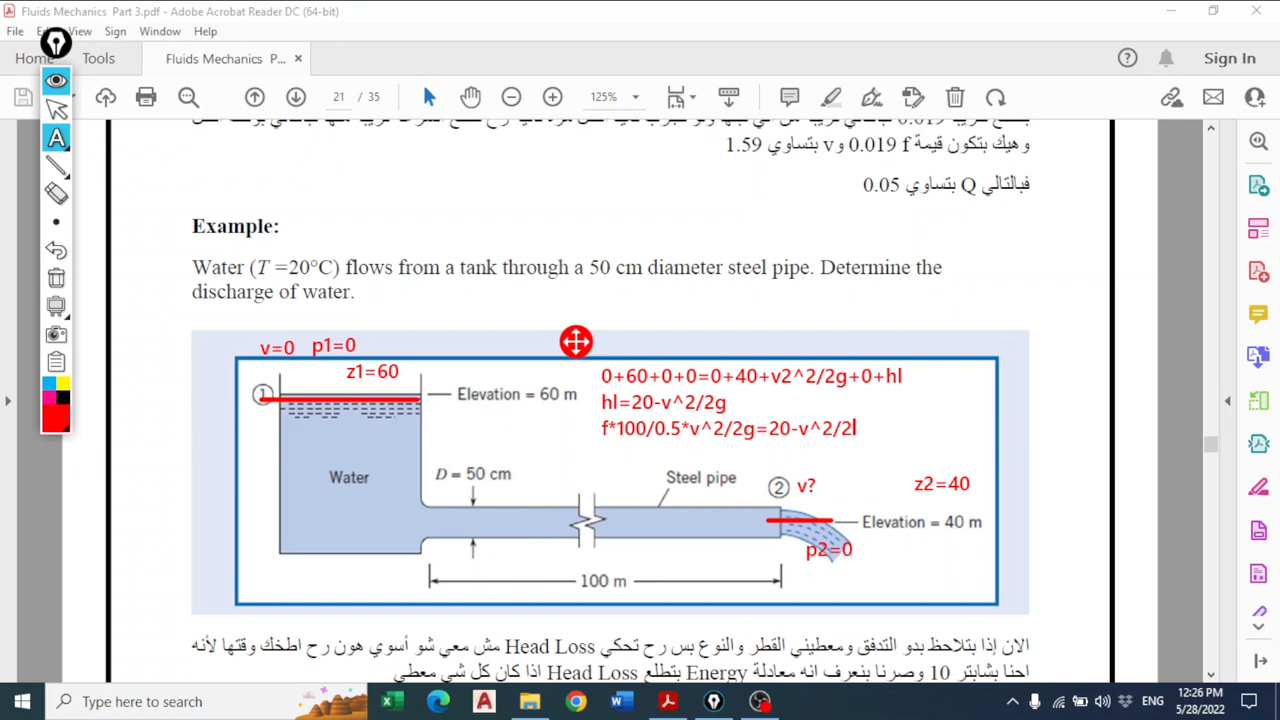 Fluids Mechanics Part 3.pdf - Adobe Acrobat Reader DC (64-bit)
File View Sign Window Help
Home Tools Fluids Mechanics P... × Sign In
21 / 35 125%
وهيك بتكون قيمة f 0.019 و v بتساوي 1.59
فبالتالي Q بتساوي 0.05
Example:
Water (T =20°C) flows from a tank through a 50 cm diameter steel pipe. Determine the
discharge of water.
v=0 p1=0
z1=60
1 Elevation = 60 m
0+60+0+0=0+40+v2^2/2g+0+hl
hl=20-v^2/2g
f*100/0.5*v^2/2g=20-v^2/2l
Water D = 50 cm Steel pipe 2 v? z2=40
Elevation = 40 m
p2=0
100 m
الان إذا بتلاحظ بدو التدفق ومعطيني القطر والنوع بس رح تحكي Head Loss مش معي شو أسوي هون رح اطخك وقتها لأنه
احنا بشابتر 10 وصرنا بنعرف انه معادلة Energy بتطلع Head Loss اذا كان كل شي معطي
Type here to search
ENG
12:26 PM
5/28/2022